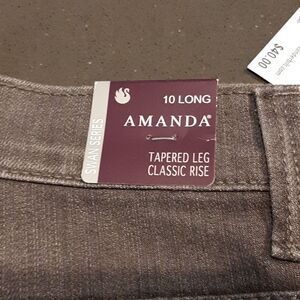 $40.00
10 LONG
AMANDA®
SWAN SERIES
TAPERED LEG
CLASSIC RISE